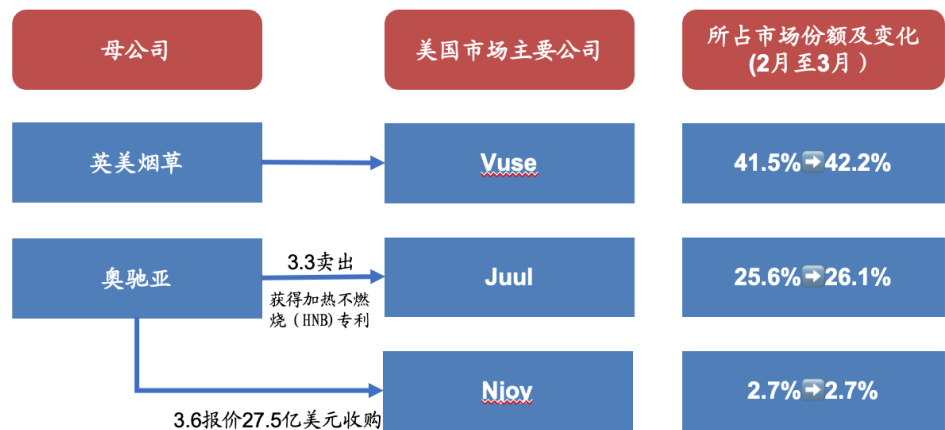 母公司
美国市场主要公司
所占市场份额及变化
(2月至3月）
英美烟草
Vuse
41.5%➡42.2%
奥驰亚
3.3卖出
获得加热不燃
烧（HNB)专利
Juul
25.6%➡26.1%
Njoy
2.7%➡2.7%
3.6报价27.5亿美元收购